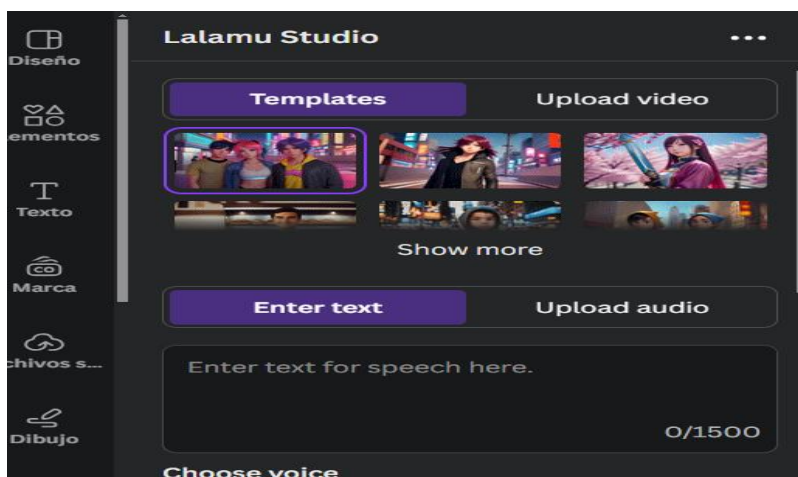 Diseño
ementos
Texto
CO
Marca
chivos s...
Dibujo
Lalamu Studio
Templates
Upload video
Show more
Enter text
Upload audio
Enter text for speech here.
0/1500
Choose voice